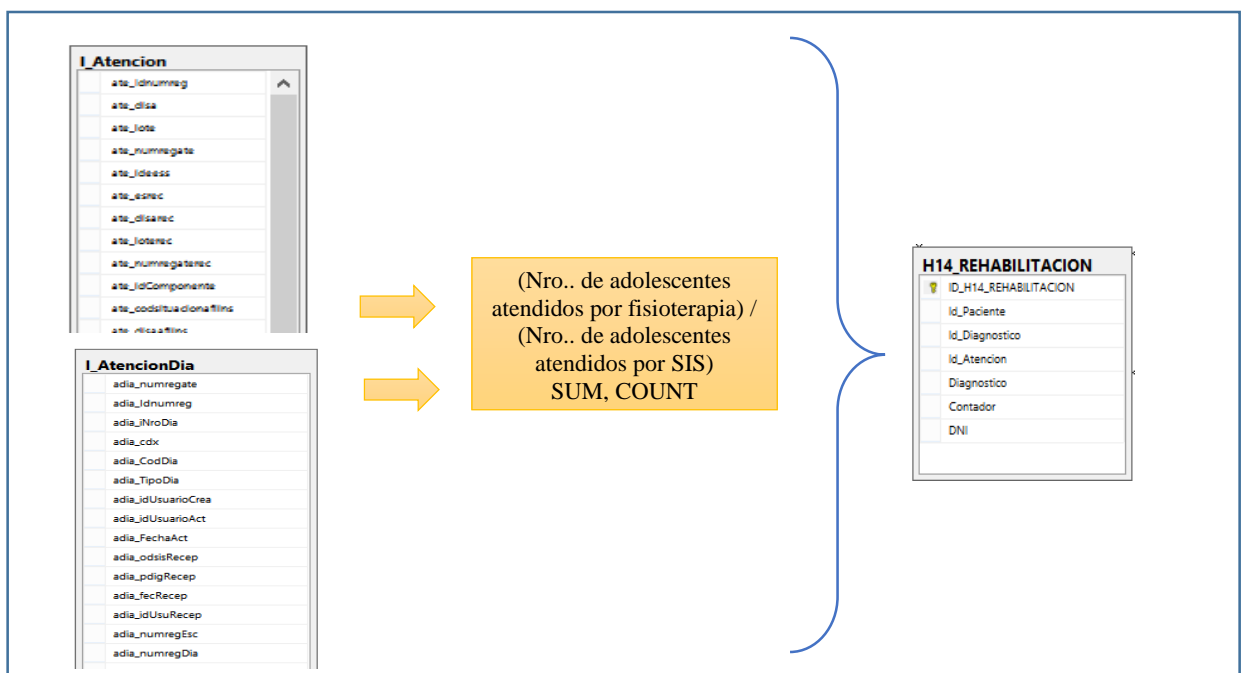 I_Atencion
ate_Idnumreg
ate_disa
ate_lote
ate_numregate
ate_Ideess
ate_esrec
ate_disarec
ate_loterec
ate_numregaterec
ate_IdComponente
ate_codsituacionafilins
ate_disaafilins
I_AtencionDia
adia_numregate
adia_Idnumreg
adia_iNroDia
adia_cdx
adia_CodDia
adia_TipoDia
adia_idUsuarioCrea
adia_idUsuarioAct
adia_FechaAct
adia_odsisRecep
adia_pdigRecep
adia_fecRecep
adia_idUsuRecep
adia_numregEsc
adia_numregDia
(Nro.. de adolescentes
atendidos por fisioterapia) /
(Nro.. de adolescentes
atendidos por SIS)
SUM, COUNT
H14_REHABILITACION
ID_H14_REHABILITACION
Id_Paciente
Id_Diagnostico
Id_Atencion
Diagnostico
Contador
DNI